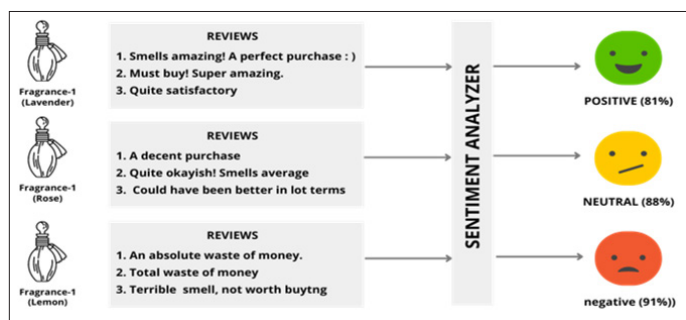 REVIEWS
1. Smells amazing! A perfect purchase : )
2. Must buy! Super amazing.
3. Quite satisfactory
Fragrance-1
(Lavender)
POSITIVE (81%)
REVIEWS
1. A decent purchase
2. Quite okayish! Smells average
3. Could have been better in lot terms
Fragrance-1
(Rose)
SENTIMENT ANALYZER
NEUTRAL (88%)
REVIEWS
1. An absolute waste of money.
2. Total waste of money
3. Terrible smell, not worth buytng
Fragrance-1
(Lemon)
negative (91%))